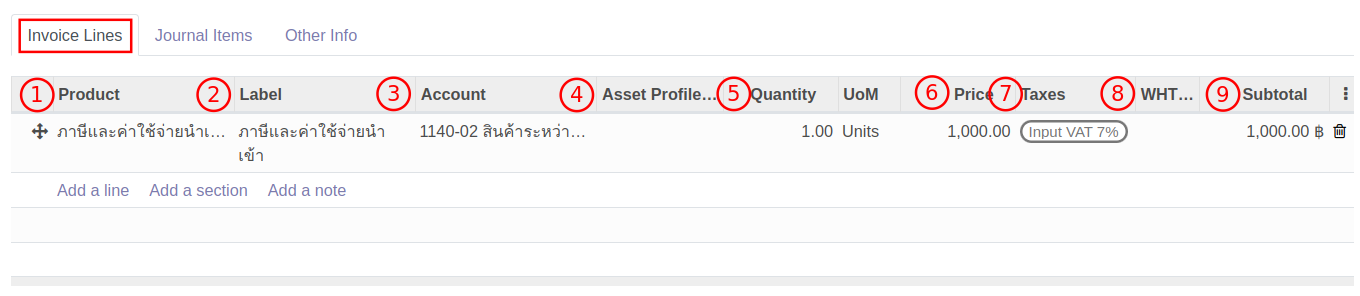 Invoice Lines Journal Items Other Info
1 Product 2 Label 3 Account 4 Asset Profile... 5 Quantity UoM 6 Price 7 Taxes 8 WHT... 9 Subtotal
ภาษีและค่าใช้จ่ายนำเ... ภาษีและค่าใช้จ่ายนำ 1140-02 สินค้าระหว่า... 1.00 Units 1,000.00 Input VAT 7% 1,000.00 ฿
เข้า
Add a line Add a section Add a note